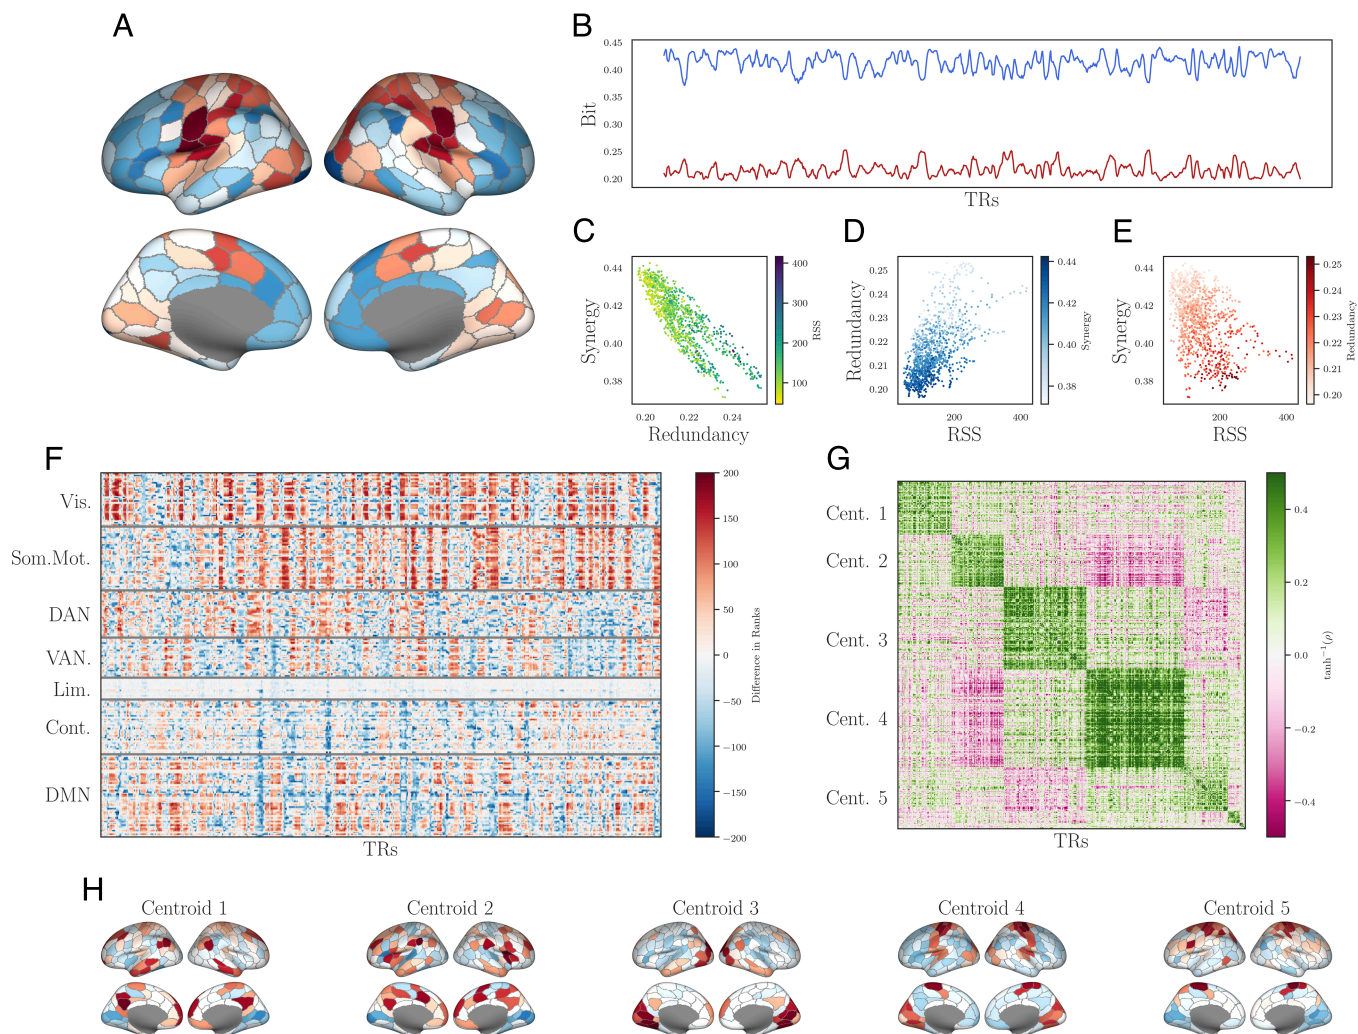 A
B
0.45
0.40
0.35
0.30
0.25
0.20
Bit
TRs
C
0.44
0.42
0.40
0.38
Synergy
0.20
0.22
0.24
Redundancy
400
300
200
100
RSS
D
0.25
0.24
0.23
0.22
0.21
0.20
Redundancy
200
400
RSS
0.44
0.42
0.40
0.38
Synergy
E
0.44
0.42
0.40
0.38
Synergy
200
400
RSS
0.25
0.24
0.23
0.22
0.21
0.20
Redundancy
F
Vis.
Som.Mot.
DAN
VAN.
Lim.
Cont.
DMN
TRs
200
150
100
50
0
−50
−100
−150
−200
Difference in Ranks
G
Cent. 1
Cent. 2
Cent. 3
Cent. 4
Cent. 5
TRs
0.4
0.2
0.0
−0.2
−0.4
tanh⁻¹(ρ)
H
Centroid 1
Centroid 2
Centroid 3
Centroid 4
Centroid 5